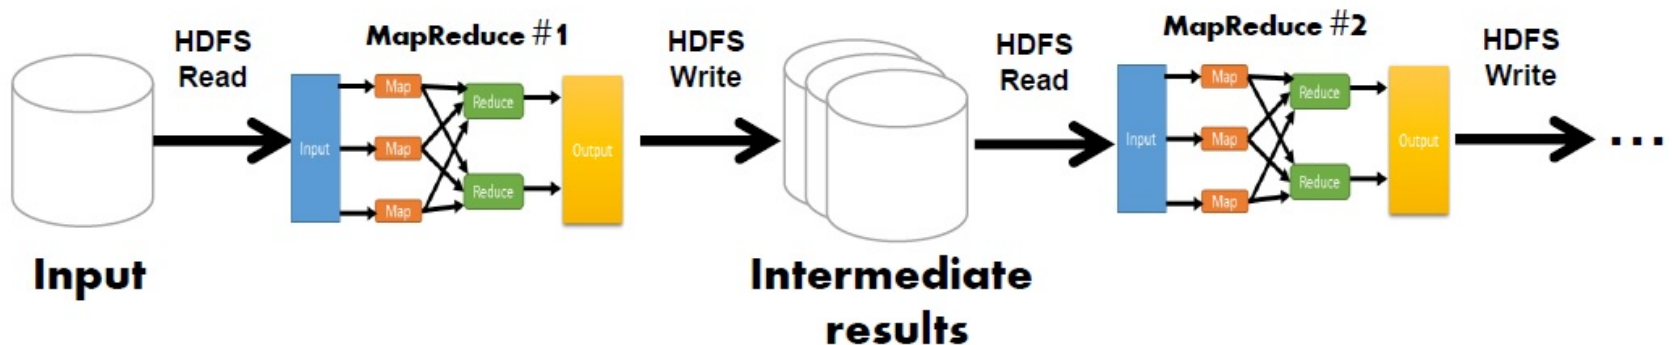 HDFS
Read
MapReduce #1
Input
Map
Map
Map
Reduce
Reduce
Output
HDFS
Write
HDFS
Read
MapReduce #2
Input
Map
Map
Map
Reduce
Reduce
Output
HDFS
Write
...
Input
Intermediate
results